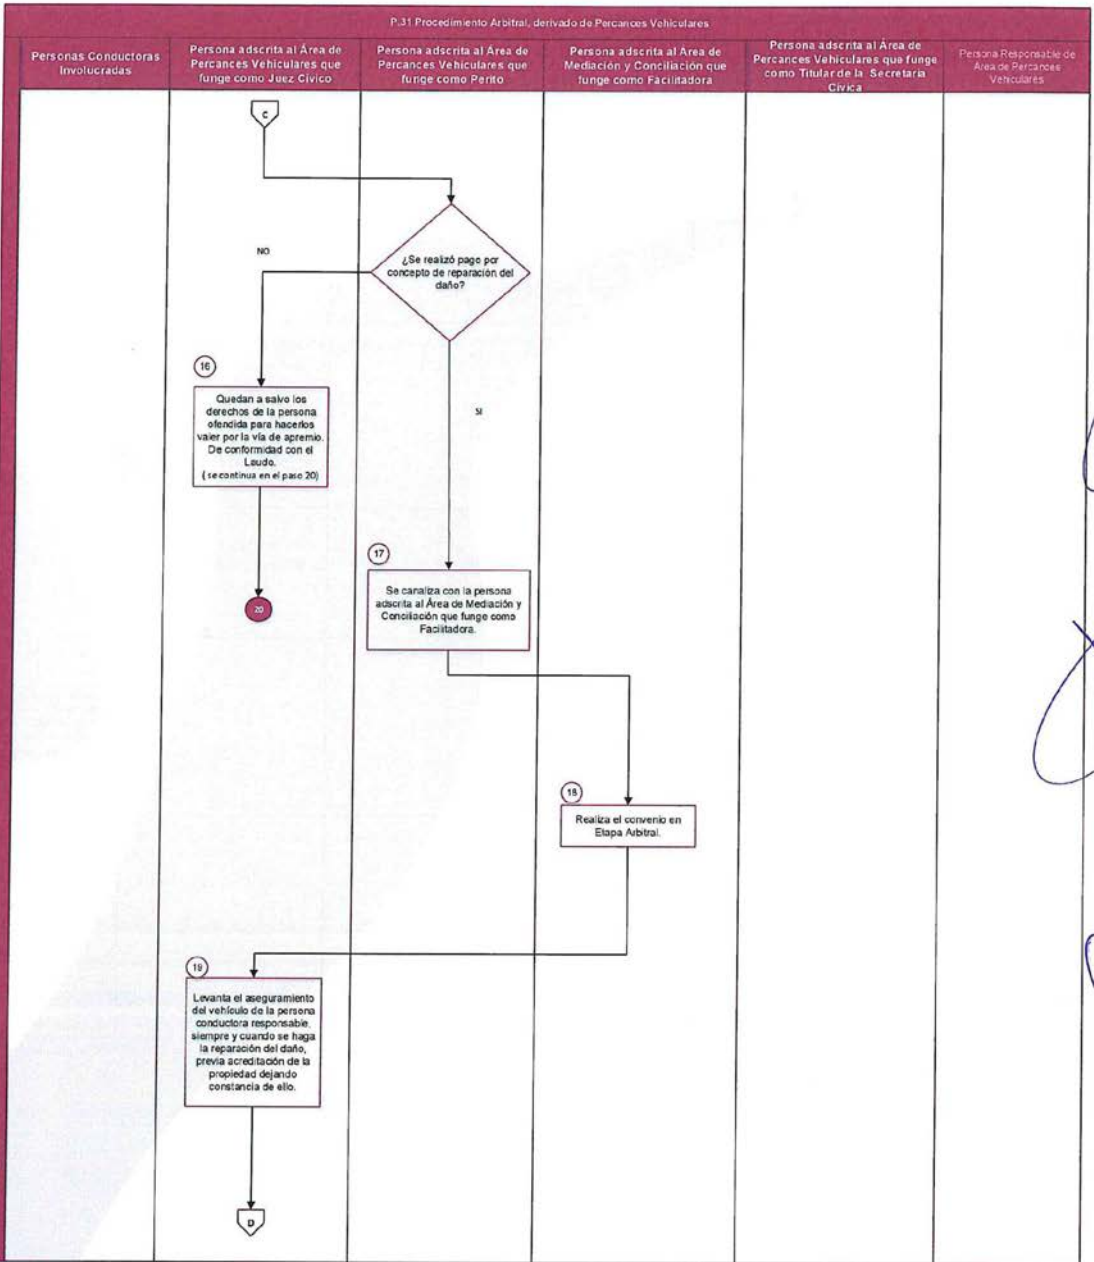 P.31 Procedimiento Arbitral, derivado de Percances Vehiculares
Personas Conductoras
Involucradas
Persona adscrita al Área de
Percances Vehiculares que
funge como Juez Cívico
Persona adscrita al Área de
Percances Vehiculares que
funge como Perito
Persona adscrita al Área de
Mediación y Conciliación que
funge como Facilitadora
Persona adscrita al Área de
Percances Vehiculares que funge
como Titular de la Secretaría
Cívica
Persona Responsable de
Área de Percances
Vehiculares
C
¿Se realizó pago por
concepto de reparación del
daño?
NO
SI
16
Quedan a salvo los
derechos de la persona
ofendida para hacerlos
valer por la vía de apremio.
De conformidad con el
Laudo.
( se continua en el paso 20)
20
17
Se canaliza con la persona
adscrita al Área de Mediación y
Conciliación que funge como
Facilitadora.
18
Realiza el convenio en
Etapa Arbitral.
19
Levanta el aseguramiento
del vehículo de la persona
conductora responsable,
siempre y cuando se haga
la reparación del daño,
previa acreditación de la
propiedad dejando
constancia de ello.
D